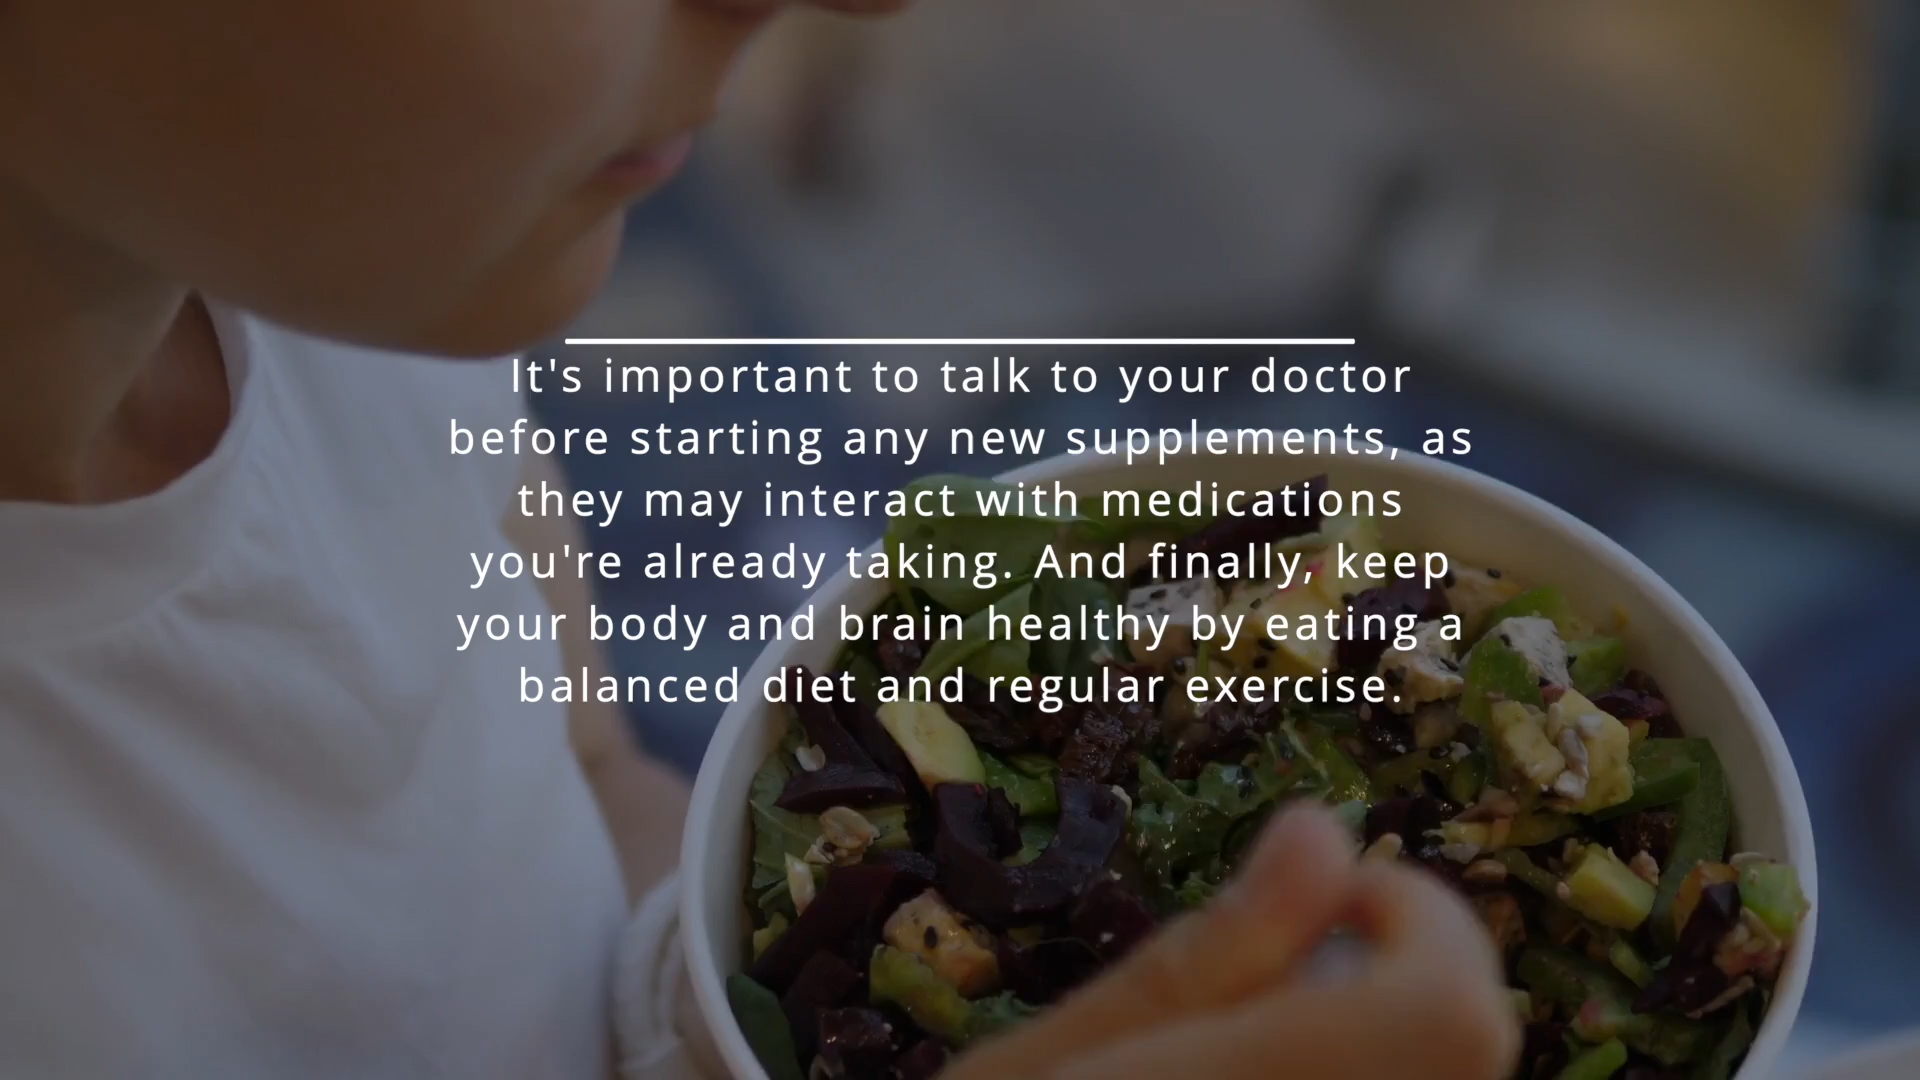 It's important to talk to your doctor
before starting any new supplements, as
they may interact with medications
you're already taking. And finally, keep
your body and brain healthy by eating a
balanced diet and regular exercise.